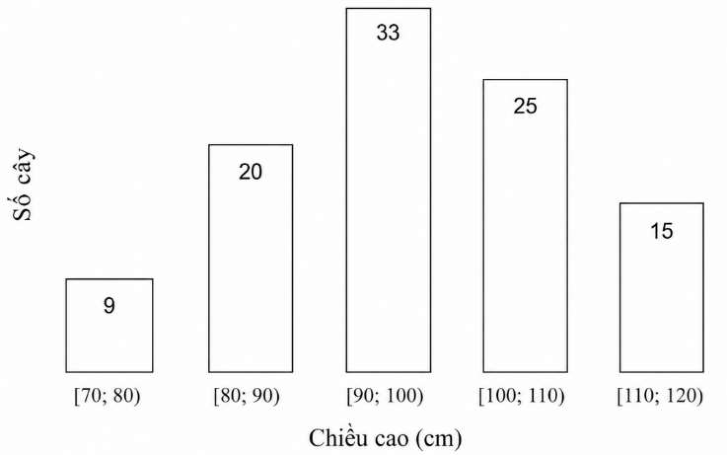 33
25
20
15
9
Số cây
[70; 80) [80; 90) [90; 100) [100; 110) [110; 120)
Chiều cao (cm)